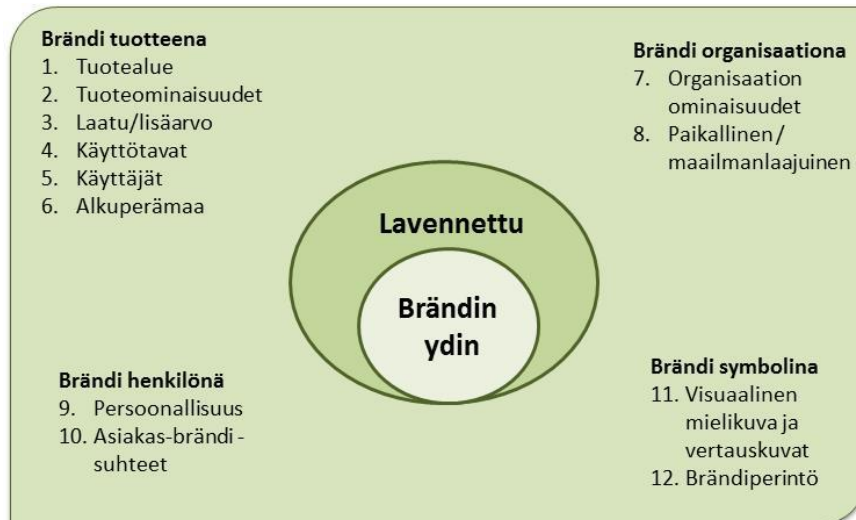 Brändi tuotteena
1. Tuotealue
2. Tuoteominaisuudet
3. Laatu/lisäarvo
4. Käyttötavat
5. Käyttäjät
6. Alkuperämaa
Brändi organisaationa
7. Organisaation
ominaisuudet
8. Paikallinen/
maailmanlaajuinen
Lavennettu
Brändin
ydin
Brändi henkilönä
9. Persoonallisuus
10. Asiakas-brändi -
suhteet
Brändi symbolina
11. Visuaalinen
mielikuva ja
vertauskuvat
12. Brändiperintö